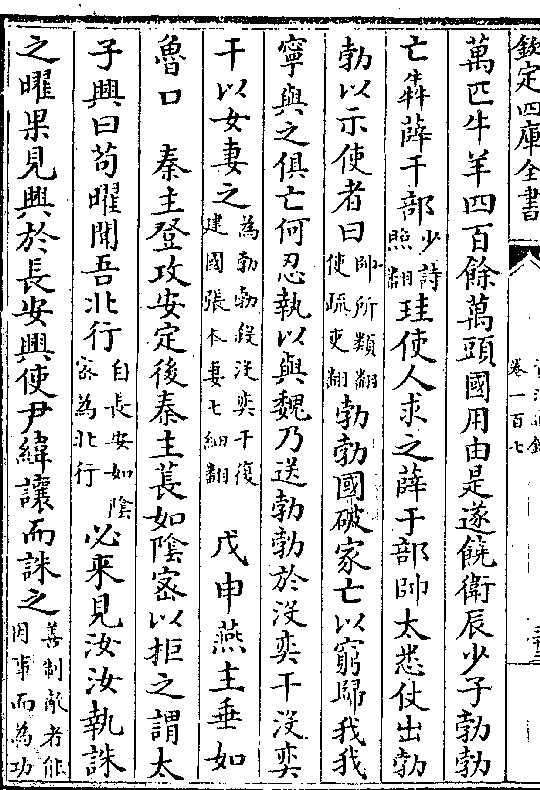 欽定四庫全書
卷一百七
萬匹牛羊四百餘萬頭國用由是遂饒衛辰少子勃勃
亡犇薛干部少詩照翻珪使人求之薛干部帥太悉仗出勃
勃以示使者曰帥所類翻使疏吏翻勃勃國破家亡以窮歸我我
寧與之俱亡何忍執以與魏乃送勃勃於沒奕干沒奕
干以女妻之為勃勃殺沒奕干復建國張本妻七細翻戊申燕主垂如
魯口 秦主登攻安定後秦主萇如陰宻以拒之謂太
子興曰苟曜聞吾北行自長安如陰宻為北行必來見汝汝執誅
之曜果見興於長安興使尹緯讓而誅之善制敵者能因事而為功